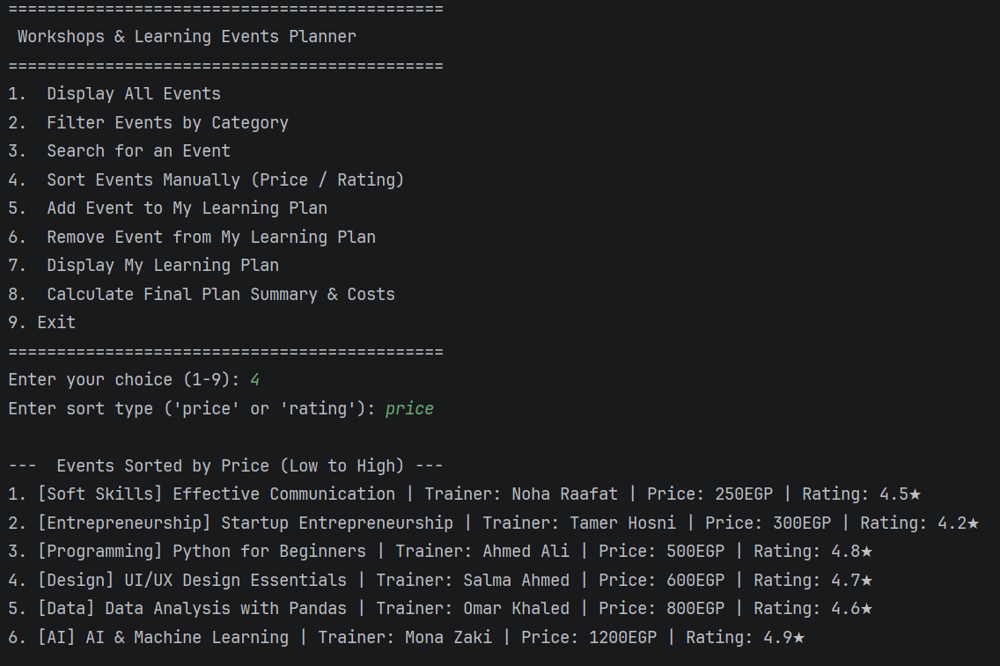 =============================================
 Workshops & Learning Events Planner
=============================================
1.  Display All Events
2.  Filter Events by Category
3.  Search for an Event
4.  Sort Events Manually (Price / Rating)
5.  Add Event to My Learning Plan
6.  Remove Event from My Learning Plan
7.  Display My Learning Plan
8.  Calculate Final Plan Summary & Costs
9. Exit
=============================================
Enter your choice (1-9): 4
Enter sort type ('price' or 'rating'): price

---  Events Sorted by Price (Low to High) ---
1. [Soft Skills] Effective Communication | Trainer: Noha Raafat | Price: 250EGP | Rating: 4.5★
2. [Entrepreneurship] Startup Entrepreneurship | Trainer: Tamer Hosni | Price: 300EGP | Rating: 4.2★
3. [Programming] Python for Beginners | Trainer: Ahmed Ali | Price: 500EGP | Rating: 4.8★
4. [Design] UI/UX Design Essentials | Trainer: Salma Ahmed | Price: 600EGP | Rating: 4.7★
5. [Data] Data Analysis with Pandas | Trainer: Omar Khaled | Price: 800EGP | Rating: 4.6★
6. [AI] AI & Machine Learning | Trainer: Mona Zaki | Price: 1200EGP | Rating: 4.9★